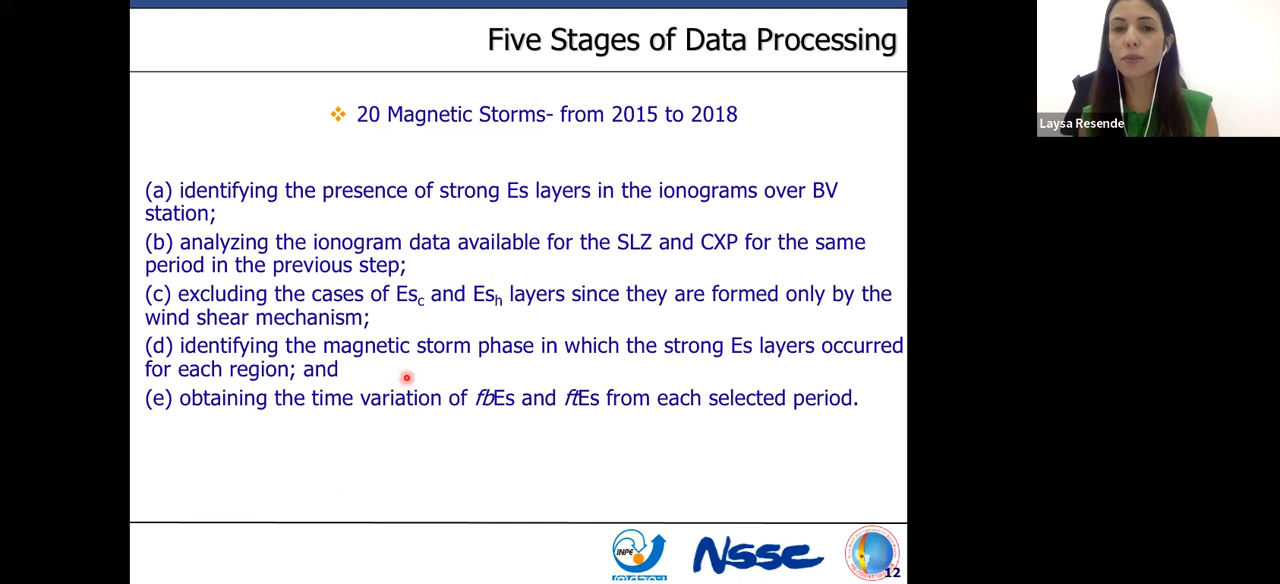 Five Stages of Data Processing
Laysa Resende
❖ 20 Magnetic Storms- from 2015 to 2018
(a) identifying the presence of strong Es layers in the ionograms over BV
station;
(b) analyzing the ionogram data available for the SLZ and CXP for the same
period in the previous step;
(c) excluding the cases of Esc and Esh layers since they are formed only by the
wind shear mechanism;
(d) identifying the magnetic storm phase in which the strong Es layers occurred
for each region; and
(e) obtaining the time variation of fbEs and ftEs from each selected period.
INPE
NSSC
12